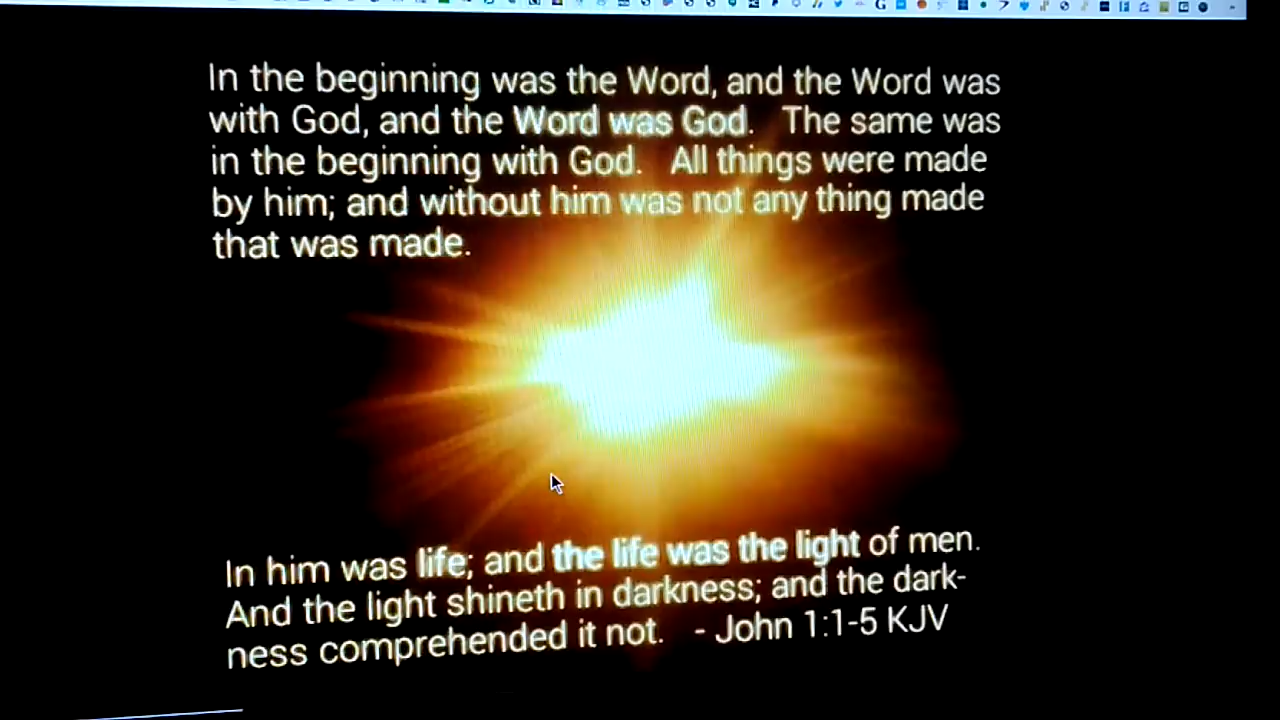 In the beginning was the Word, and the Word was
with God, and the Word was God. The same was
in the beginning with God. All things were made
by him; and without him was not any thing made
that was made.
In him was life; and the life was the light of men.
And the light shineth in darkness; and the dark-
ness comprehended it not. - John 1:1-5 KJV